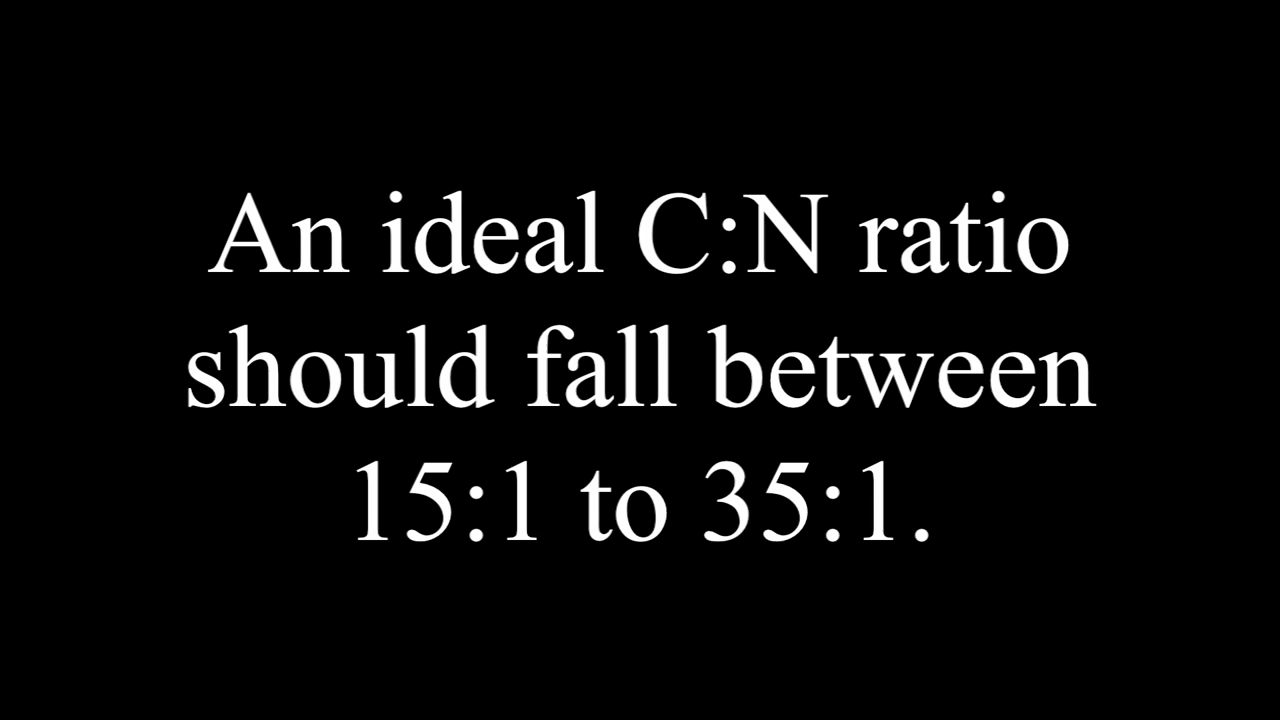 An ideal C:N ratio
should fall between
15:1 to 35:1.